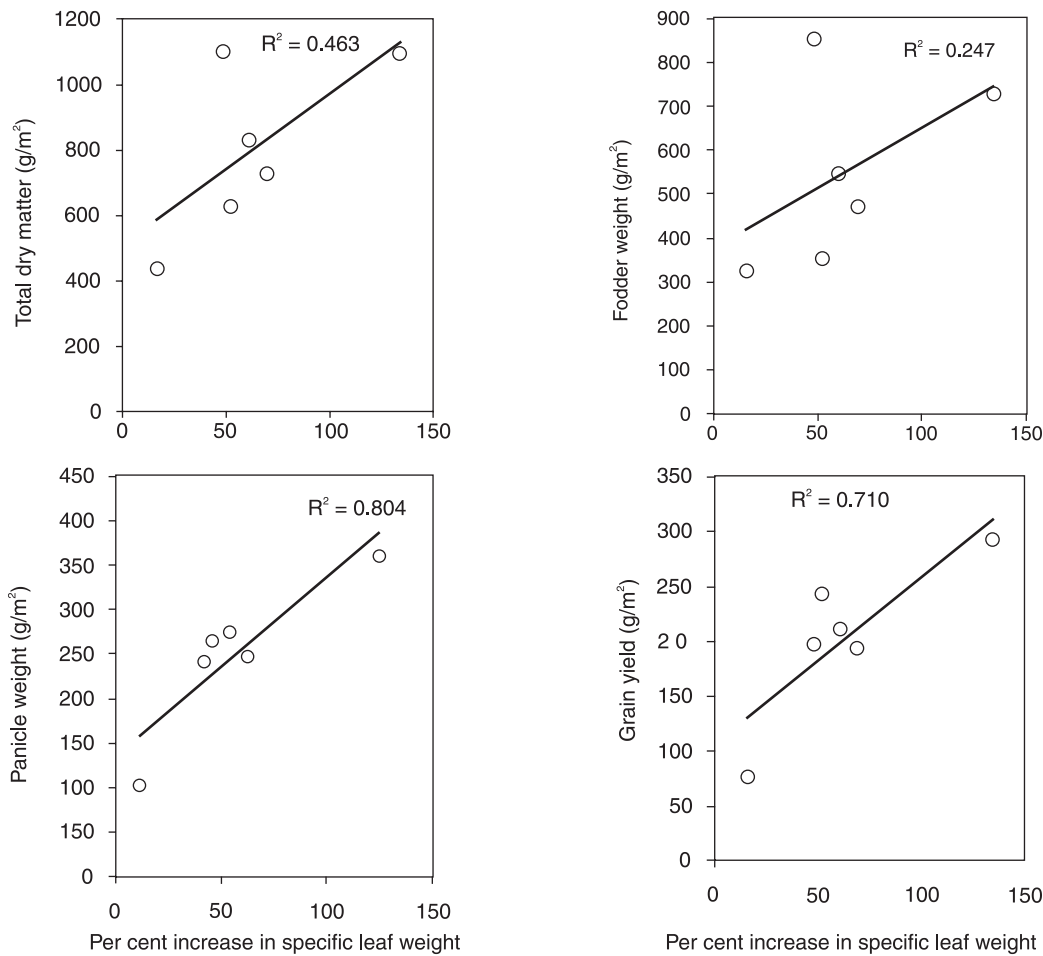 1200
1000
800
600
400
200
0
0 50 100 150
Total dry matter (g/m²)
R² = 0.463
900
800
700
600
500
400
300
200
100
0
0 50 100 150
Fodder weight (g/m²)
R² = 0.247
450
400
350
300
250
200
150
100
150
0
0 50 100 150
Panicle weight (g/m²)
R² = 0.804
Per cent increase in specific leaf weight
350
300
250
2 0
150
100
50
0
0 50 100 150
Grain yield (g/m²)
R² = 0.710
Per cent increase in specific leaf weight